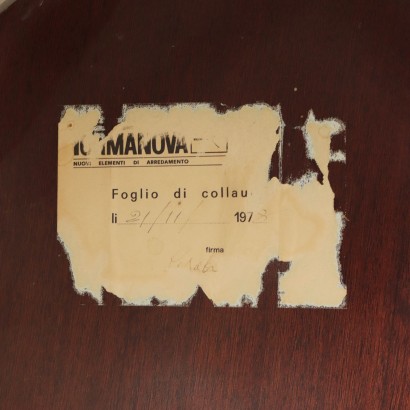 NUOVI ELEMENTI DI ARREDAMENTO
Foglio di collau
li 21/11/ 197
firma